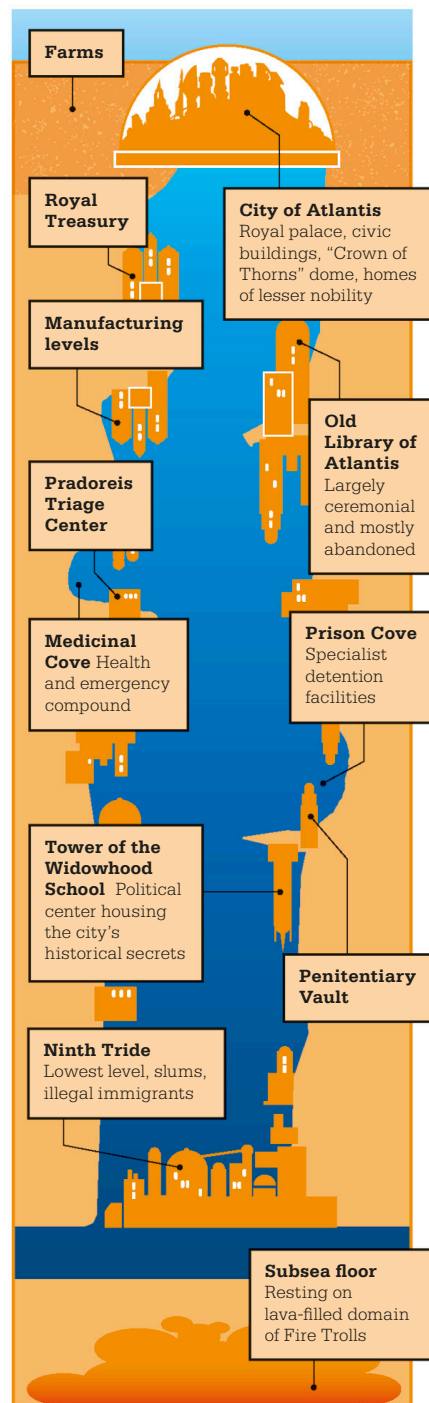 Farms
Royal
Treasury
City of Atlantis
Royal palace, civic
buildings, “Crown of
Thorns” dome, homes
of lesser nobility
Manufacturing
levels
Old
Library of
Atlantis
Largely
ceremonial
and mostly
abandoned
Pradoreis
Triage
Center
Medicinal
Cove Health
and emergency
compound
Prison Cove
Specialist
detention
facilities
Tower of the
Widowhood
School Political
center housing
the city’s
historical secrets
Penitentiary
Vault
Ninth Tride
Lowest level, slums,
illegal immigrants
Subsea floor
Resting on
lava-filled domain
of Fire Trolls